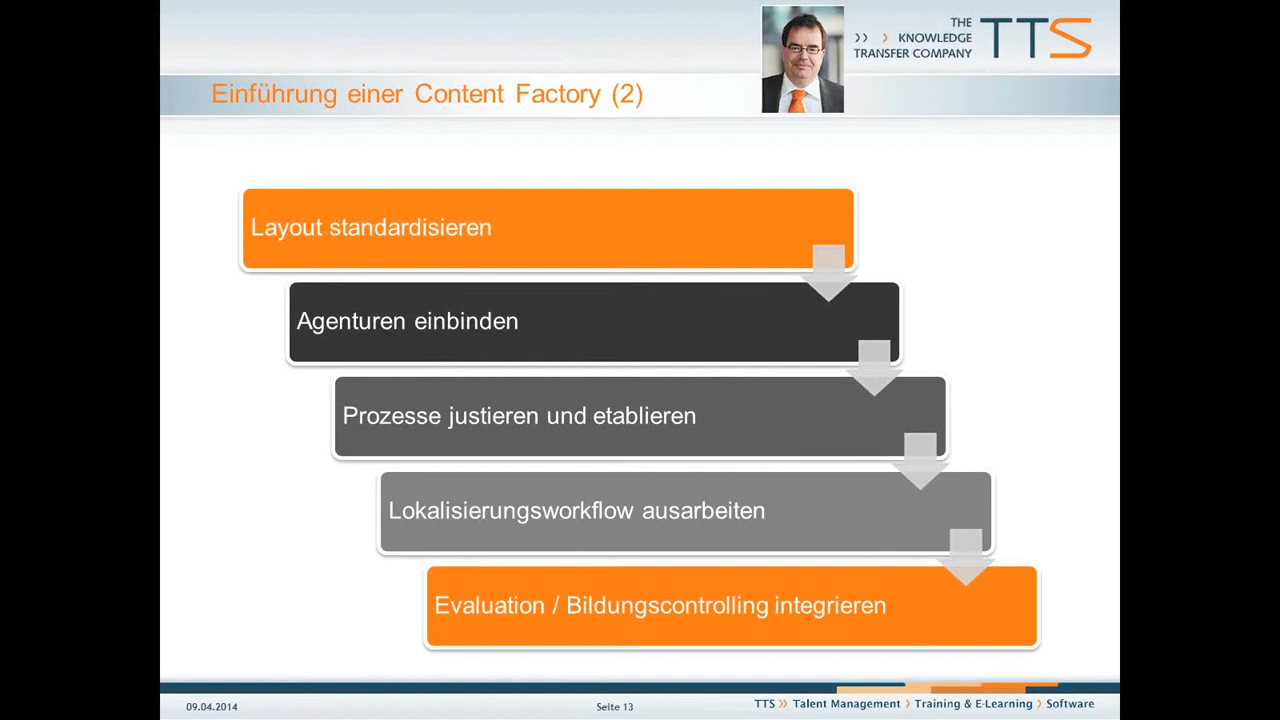 THE
KNOWLEDGE
TRANSFER COMPANY
TTS
Einführung einer Content Factory (2)
Layout standardisieren
Agenturen einbinden
Prozesse justieren und etablieren
Lokalisierungsworkflow ausarbeiten
Evaluation / Bildungscontrolling integrieren
09.04.2014
Seite 13
TTS >> Talent Management > Training & E-Learning > Software